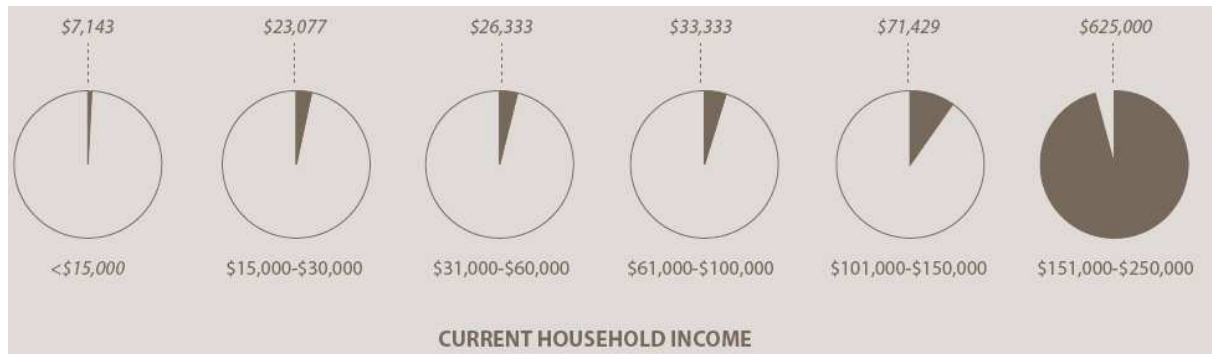 $7,143 $23,077 $26,333 $33,333 $71,429 $625,000
<$15,000 $15,000-$30,000 $31,000-$60,000 $61,000-$100,000 $101,000-$150,000 $151,000-$250,000
CURRENT HOUSEHOLD INCOME